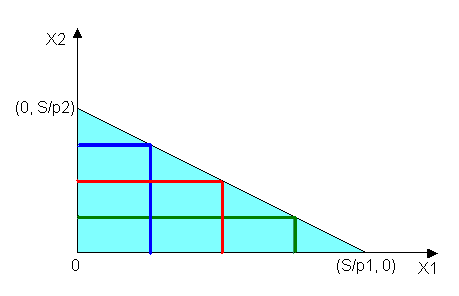 X2
(0, S/p2)
0
(S/p1, 0)
X1